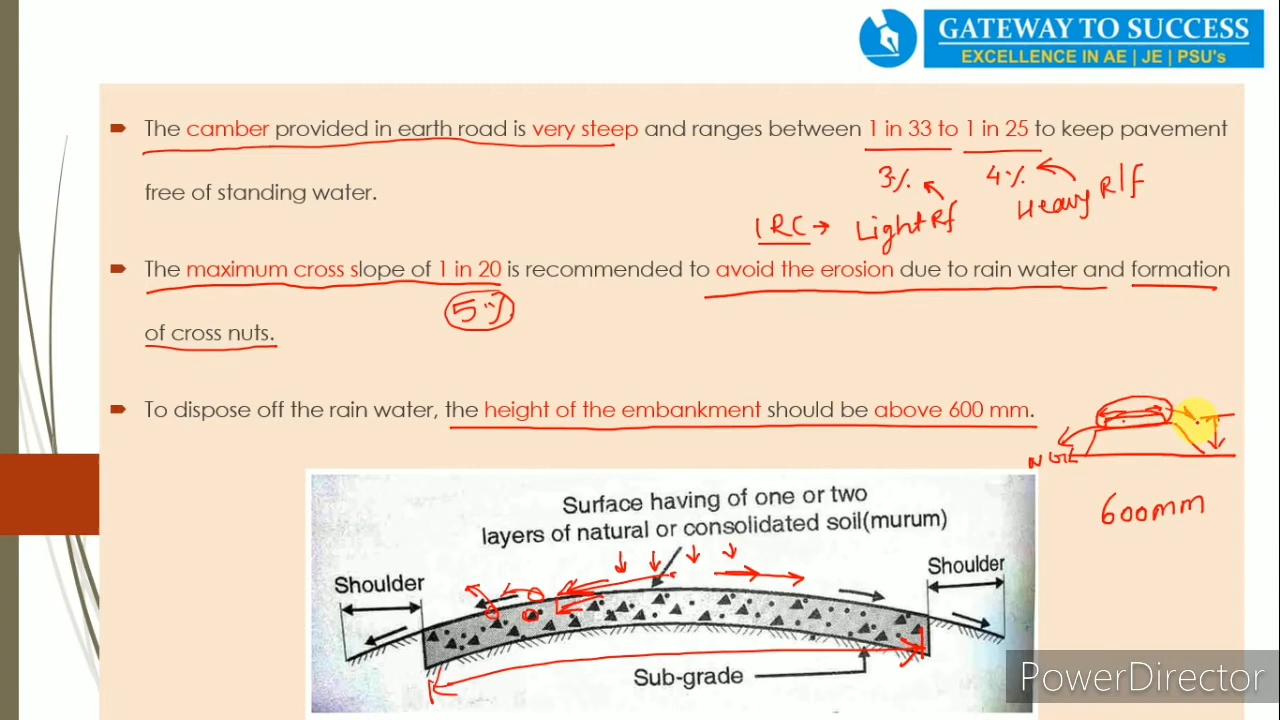 GATEWAY TO SUCCESS
EXCELLENCE IN AE | JE | PSU's
The camber provided in earth road is very steep and ranges between 1 in 33 to 1 in 25 to keep pavement
free of standing water.
3% 4%
IRC → Light Rf Heavy R/f
The maximum cross slope of 1 in 20 is recommended to avoid the erosion due to rain water and formation
5%
of cross nuts.
To dispose off the rain water, the height of the embankment should be above 600 mm.
600mm
Surface having of one or two
layers of natural or consolidated soil(murum)
Shoulder
Shoulder
Sub-grade
PowerDirector